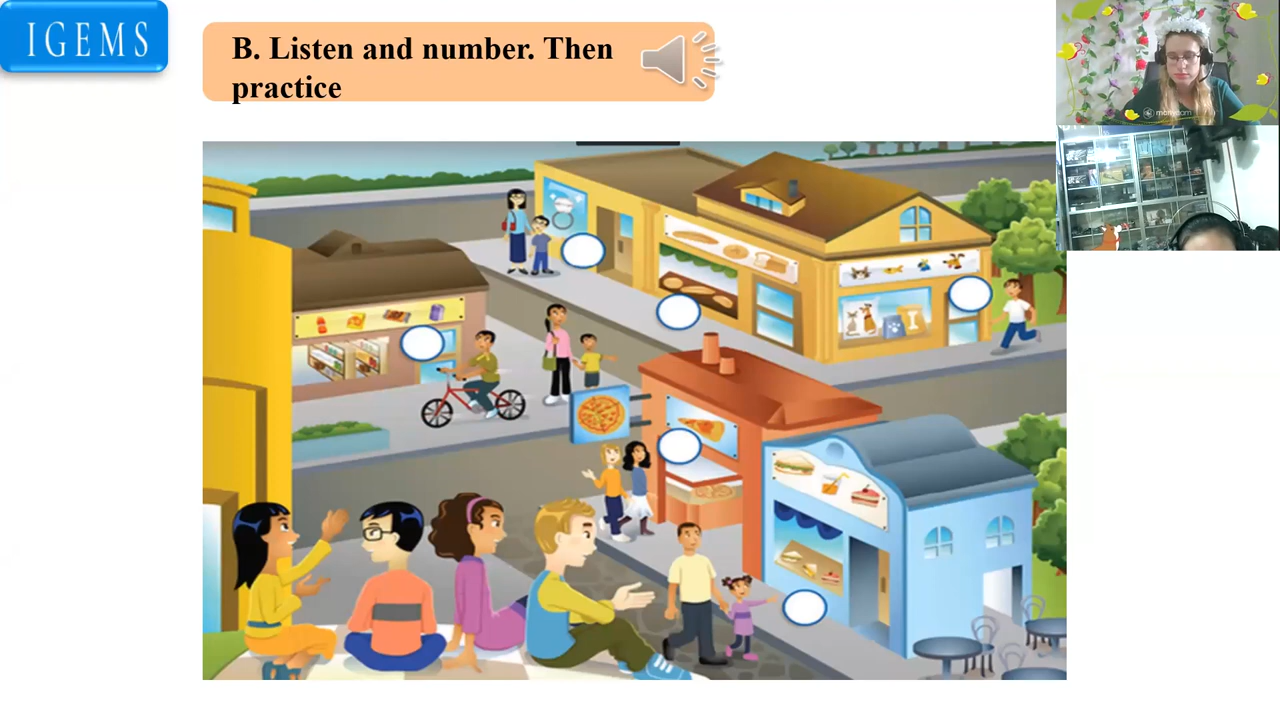 IGEMS
B. Listen and number. Then
practice